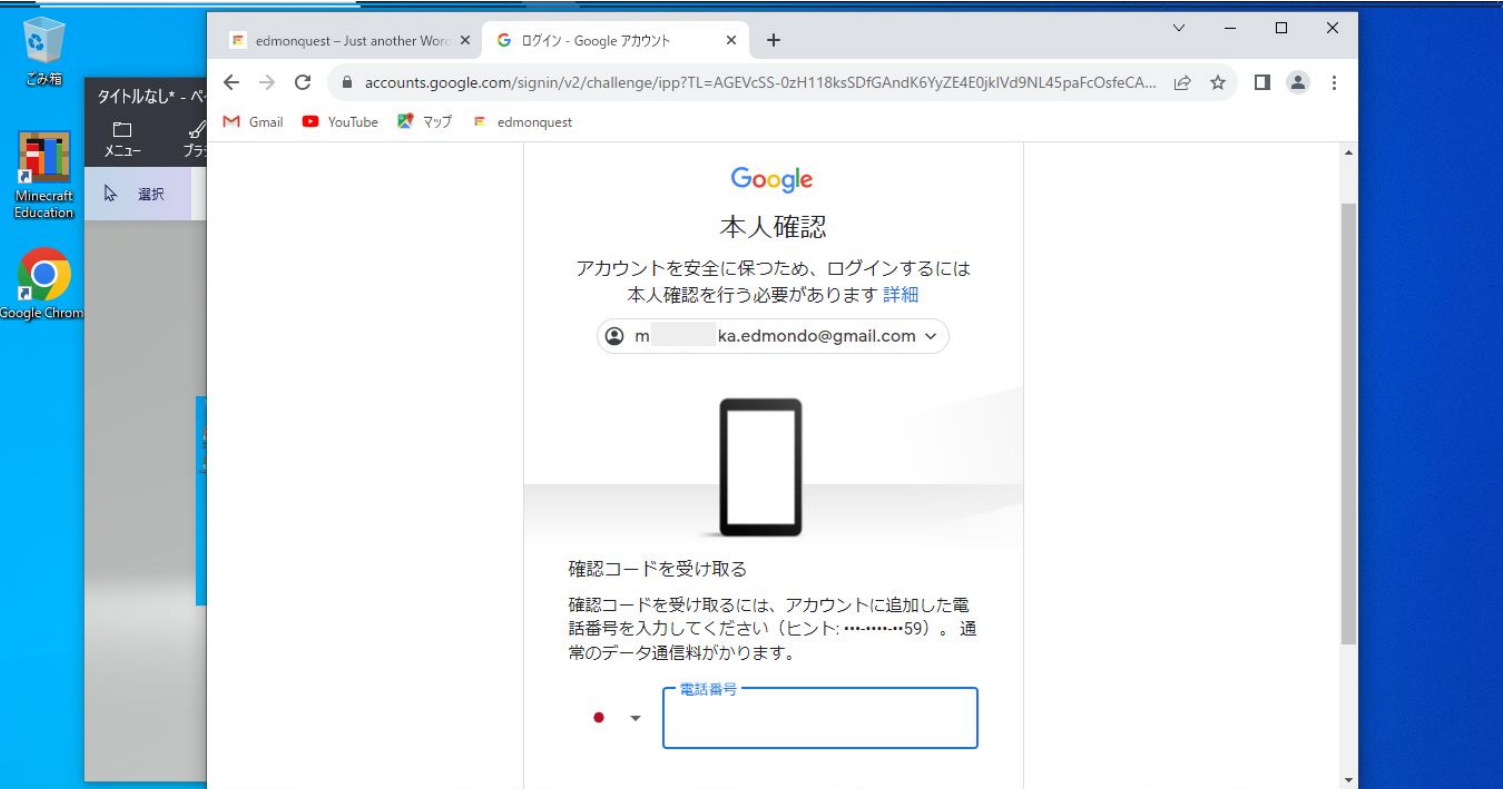 ごみ箱
Minecraft
Education
Google Chrom
タイトルなし* - ペ
メニュー
選択
edmonquest – Just another Wor
ログイン - Google アカウント
accounts.google.com/signin/v2/challenge/ipp?TL=AGEVcSS-0zH118ksSDfGAndK6YyZE4E0jkIVd9NL45paFcOsfeCA...
Gmail YouTube マップ edmonquest
Google
本人確認
アカウントを安全に保つため、ログインするには
本人確認を行う必要があります 詳細
m ka.edmondo@gmail.com
確認コードを受け取る
確認コードを受け取るには、アカウントに追加した電
話番号を入力してください（ヒント: •••-••••-••59）。 通
常のデータ通信料がかります。
電話番号